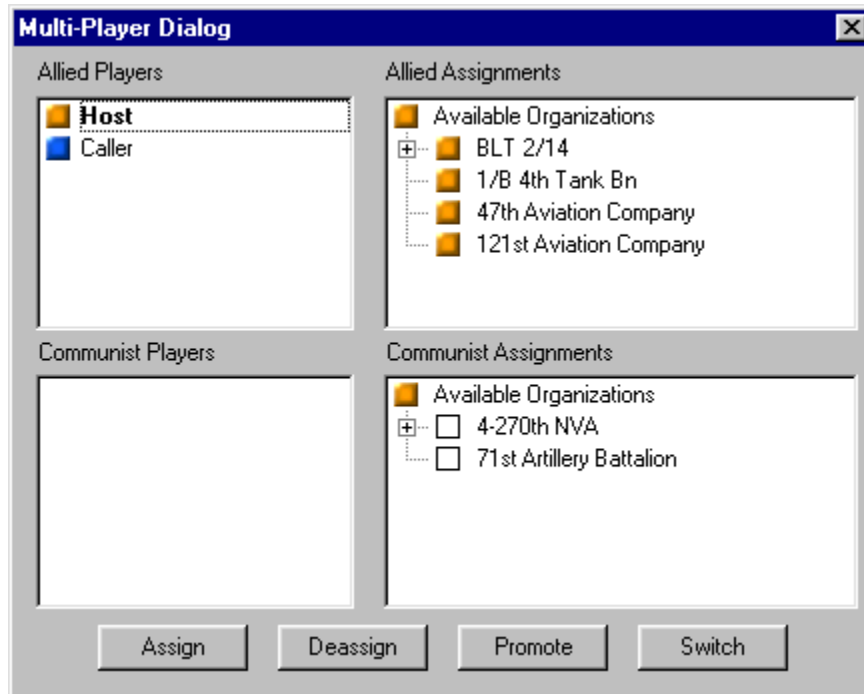 Multi-Player Dialog
Allied Players
Allied Assignments
Host
Caller
Available Organizations
BLT 2/14
1/B 4th Tank Bn
47th Aviation Company
121st Aviation Company
Communist Players
Communist Assignments
Available Organizations
4-270th NVA
71st Artillery Battalion
Assign
Deassign
Promote
Switch